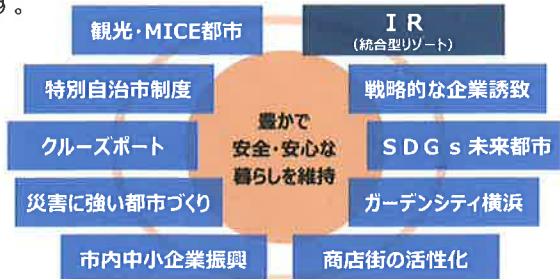 す。
観光・MICE都市
ＩＲ
(統合型リゾート)
特別自治市制度
戦略的な企業誘致
豊かで
安全・安心な
暮らしを維持
クルーズポート
ＳＤＧｓ未来都市
災害に強い都市づくり
ガーデンシティ横浜
市内中小企業振興
商店街の活性化